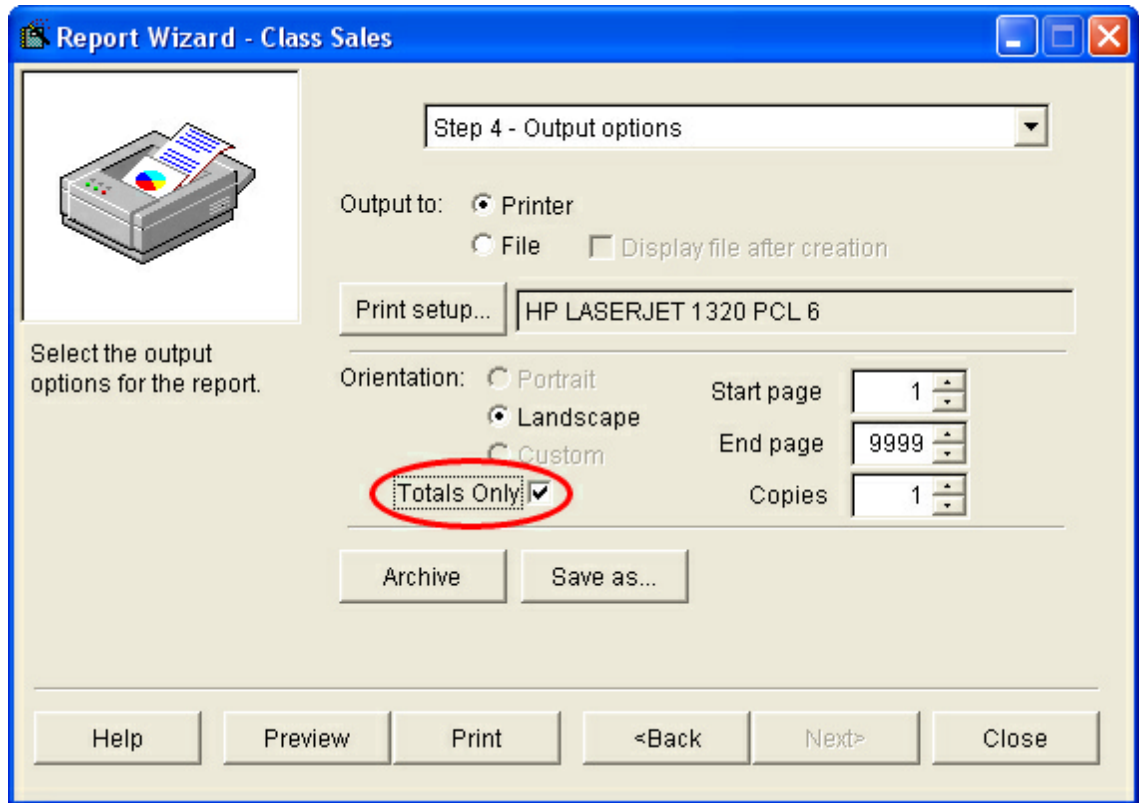 Report Wizard - Class Sales
Step 4 - Output options
Output to: Printer
File Display file after creation
Print setup... HP LASERJET 1320 PCL 6
Select the output
options for the report.
Orientation: Portrait
Landscape
Custom
Totals Only
Start page 1
End page 9999
Copies 1
Archive Save as...
Help Preview Print <Back Next> Close